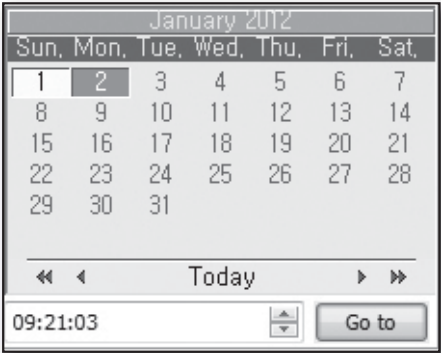 January 2012
Sun, Mon, Tue, Wed, Thu, Fri, Sat,
1 2 3 4 5 6 7
8 9 10 11 12 13 14
15 16 17 18 19 20 21
22 23 24 25 26 27 28
29 30 31
Today
09:21:03 Go to